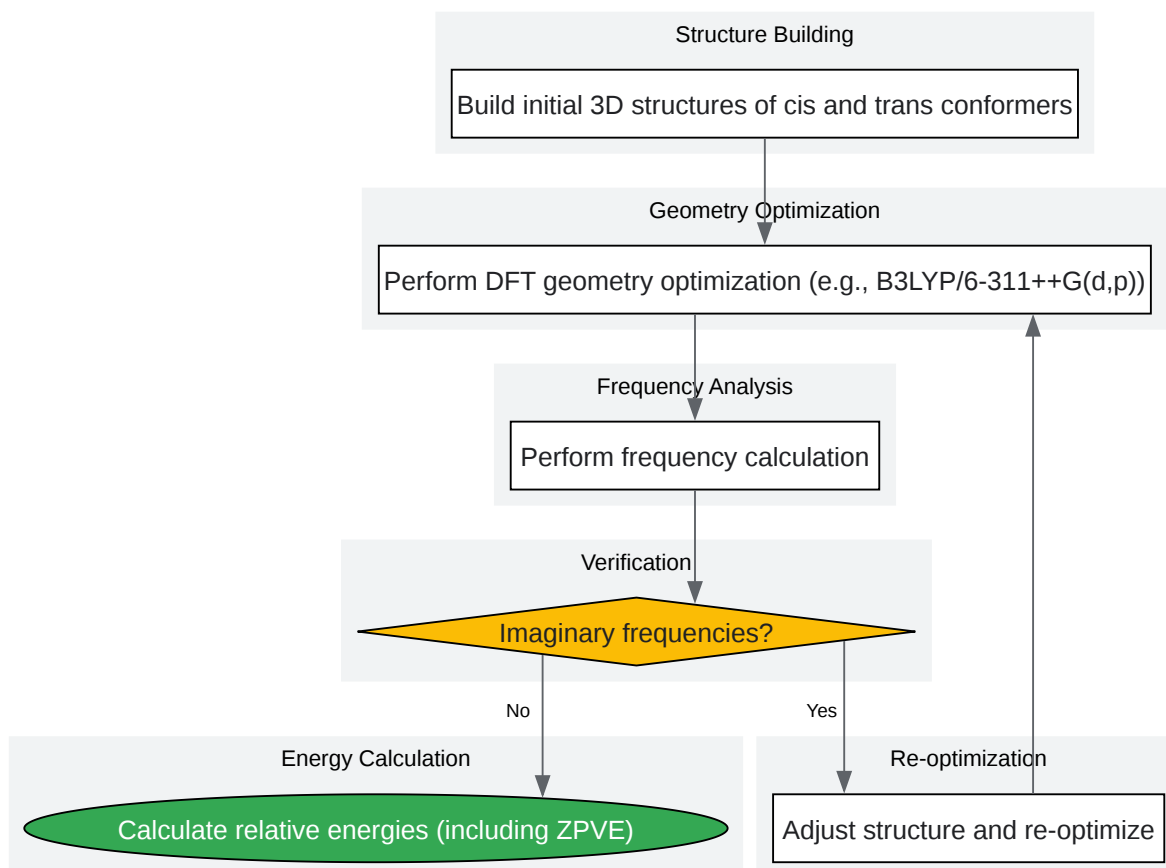 Structure Building
Build initial 3D structures of cis and trans conformers
Geometry Optimization
Perform DFT geometry optimization (e.g., B3LYP/6-311++G(d,p))
Frequency Analysis
Perform frequency calculation
Verification
Imaginary frequencies?
No
Yes
Energy Calculation
Calculate relative energies (including ZPVE)
Re-optimization
Adjust structure and re-optimize